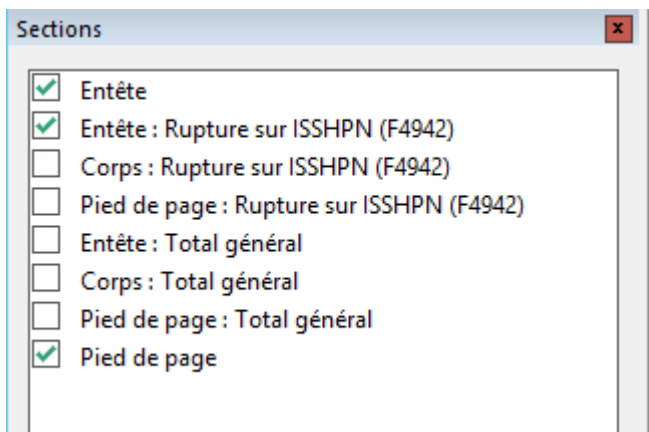 Sections
Entête
Entête : Rupture sur ISSHPN (F4942)
Corps : Rupture sur ISSHPN (F4942)
Pied de page : Rupture sur ISSHPN (F4942)
Entête : Total général
Corps : Total général
Pied de page : Total général
Pied de page